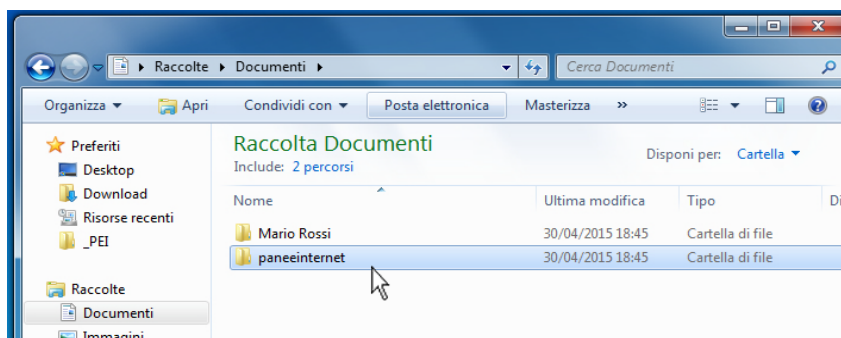 Raccolte Documenti
Cerca Documenti
Organizza Apri Condividi con Posta elettronica Masterizza »
Preferiti
Desktop
Download
Risorse recenti
_PEI
Raccolte
Documenti
Immagini
Raccolta Documenti
Include: 2 percorsi
Disponi per: Cartella
Nome Ultima modifica Tipo
Mario Rossi 30/04/2015 18:45 Cartella di file
paneeinternet 30/04/2015 18:45 Cartella di file